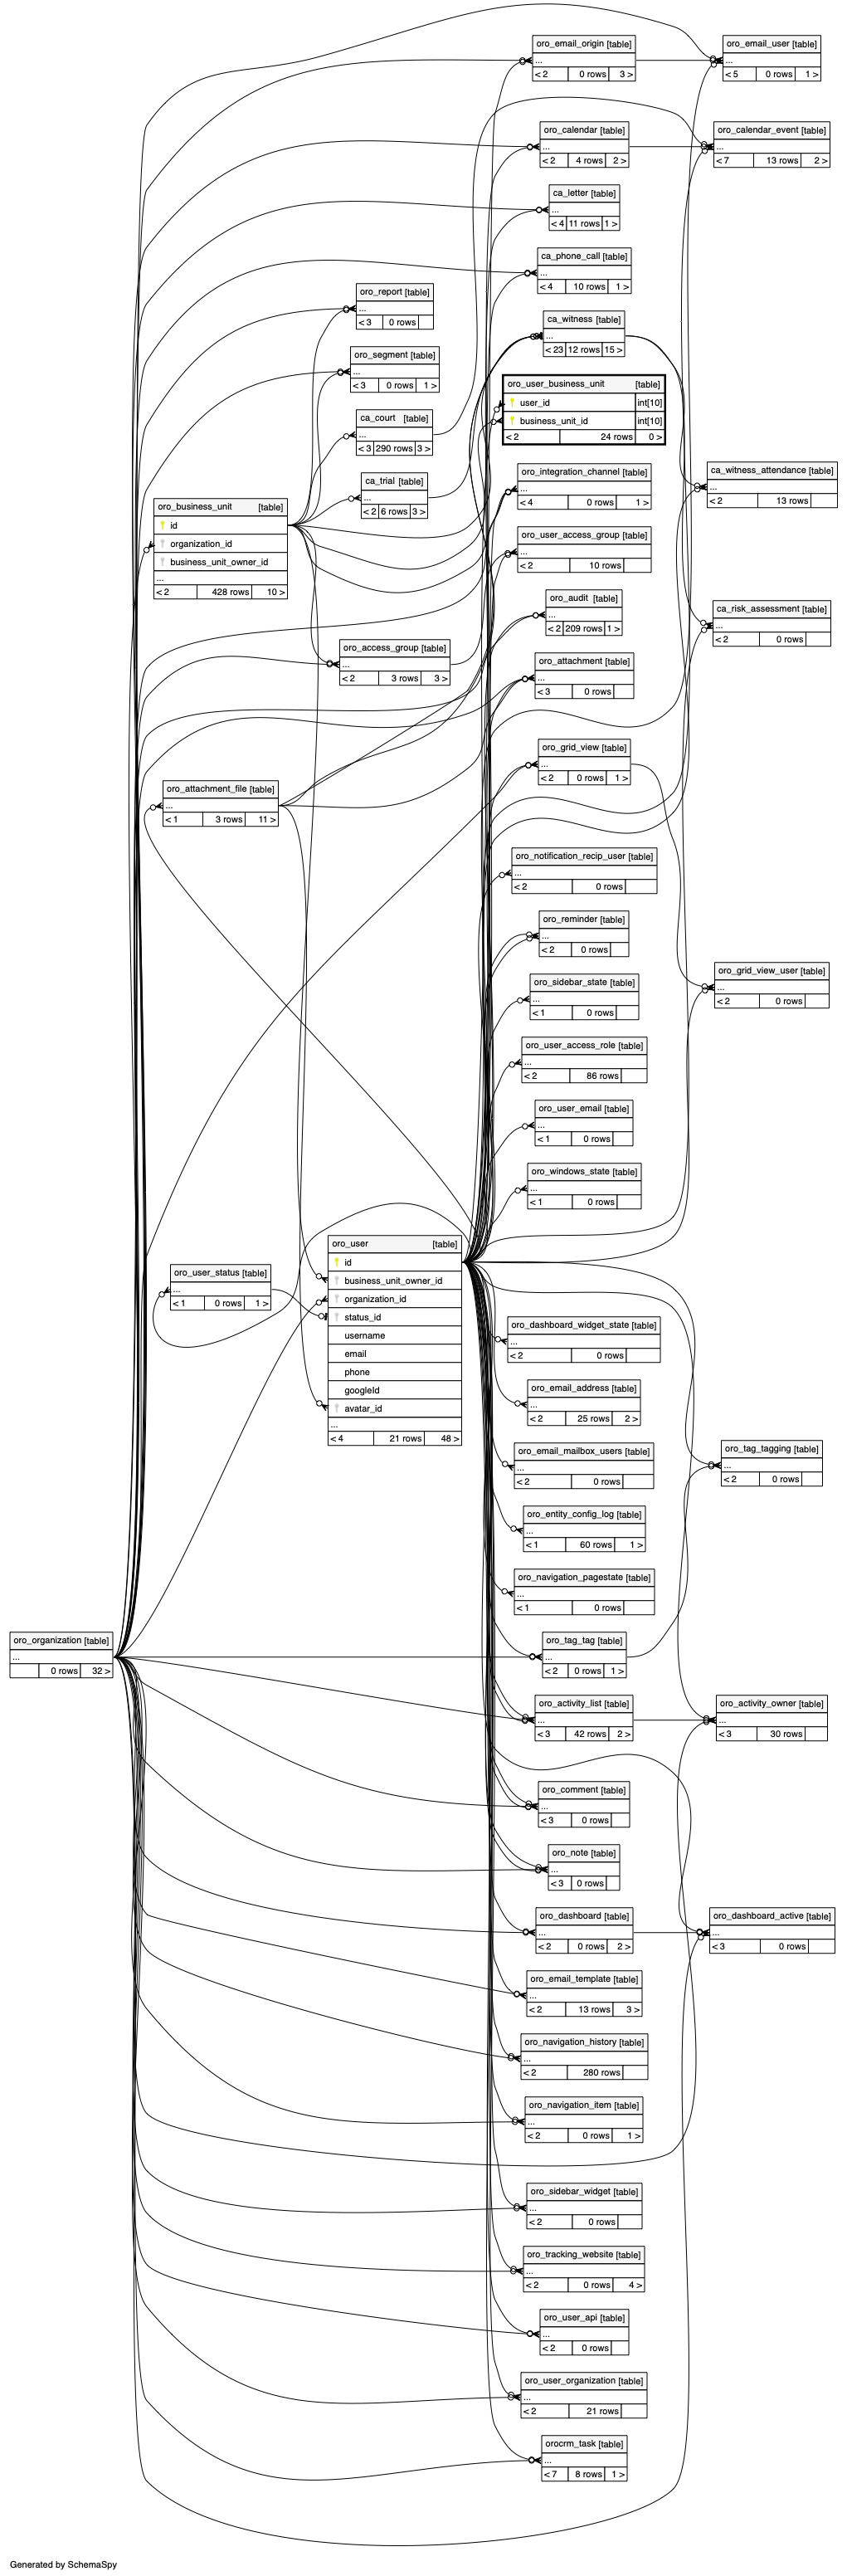 oro_email_origin [table]
...
< 2 0 rows 3 >
oro_email_user [table]
...
< 5 0 rows 1 >
oro_calendar [table]
...
< 2 4 rows 2 >
oro_calendar_event [table]
...
< 7 13 rows 2 >
ca_letter [table]
...
< 4 11 rows 1 >
ca_phone_call [table]
...
< 4 10 rows 1 >
oro_report [table]
...
< 3 0 rows
ca_witness [table]
...
< 23 12 rows 15 >
oro_segment [table]
...
< 3 0 rows 1 >
oro_user_business_unit [table]
user_id int[10]
business_unit_id int[10]
< 2 24 rows 0 >
ca_court [table]
...
< 3 290 rows 3 >
oro_integration_channel [table]
...
< 4 0 rows 1 >
ca_witness_attendance [table]
...
< 2 13 rows
ca_trial [table]
...
< 2 6 rows 3 >
oro_business_unit [table]
id
organization_id
business_unit_owner_id
...
< 2 428 rows 10 >
oro_user_access_group [table]
...
< 2 10 rows
oro_audit [table]
...
< 2 209 rows 1 >
ca_risk_assessment [table]
...
< 2 0 rows
oro_access_group [table]
...
< 2 3 rows 3 >
oro_attachment [table]
...
< 3 0 rows
oro_grid_view [table]
...
< 2 0 rows 1 >
oro_attachment_file [table]
...
< 1 3 rows 11 >
oro_notification_recip_user [table]
...
< 2 0 rows
oro_reminder [table]
...
< 2 0 rows
oro_grid_view_user [table]
...
< 2 0 rows
oro_sidebar_state [table]
...
< 1 0 rows
oro_user_access_role [table]
...
< 2 86 rows
oro_user_email [table]
...
< 1 0 rows
oro_windows_state [table]
...
< 1 0 rows
oro_user [table]
id
business_unit_owner_id
organization_id
status_id
username
email
phone
googleId
avatar_id
...
< 4 21 rows 48 >
oro_user_status [table]
...
< 1 0 rows 1 >
oro_dashboard_widget_state [table]
...
< 2 0 rows
oro_email_address [table]
...
< 2 25 rows 2 >
oro_email_mailbox_users [table]
...
< 2 0 rows
oro_tag_tagging [table]
...
< 2 0 rows
oro_entity_config_log [table]
...
< 1 60 rows 1 >
oro_navigation_pagestate [table]
...
< 1 0 rows
oro_organization [table]
...
0 rows 32 >
oro_tag_tag [table]
...
< 2 0 rows 1 >
oro_activity_list [table]
...
< 3 42 rows 2 >
oro_activity_owner [table]
...
< 3 30 rows
oro_comment [table]
...
< 3 0 rows
oro_note [table]
...
< 3 0 rows
oro_dashboard [table]
...
< 2 0 rows 2 >
oro_dashboard_active [table]
...
< 3 0 rows
oro_email_template [table]
...
< 2 13 rows 3 >
oro_navigation_history [table]
...
< 2 280 rows
oro_navigation_item [table]
...
< 2 0 rows 1 >
oro_sidebar_widget [table]
...
< 2 0 rows
oro_tracking_website [table]
...
< 2 0 rows 4 >
oro_user_api [table]
...
< 2 0 rows
oro_user_organization [table]
...
< 2 21 rows
orocrm_task [table]
...
< 7 8 rows 1 >
Generated by SchemaSpy